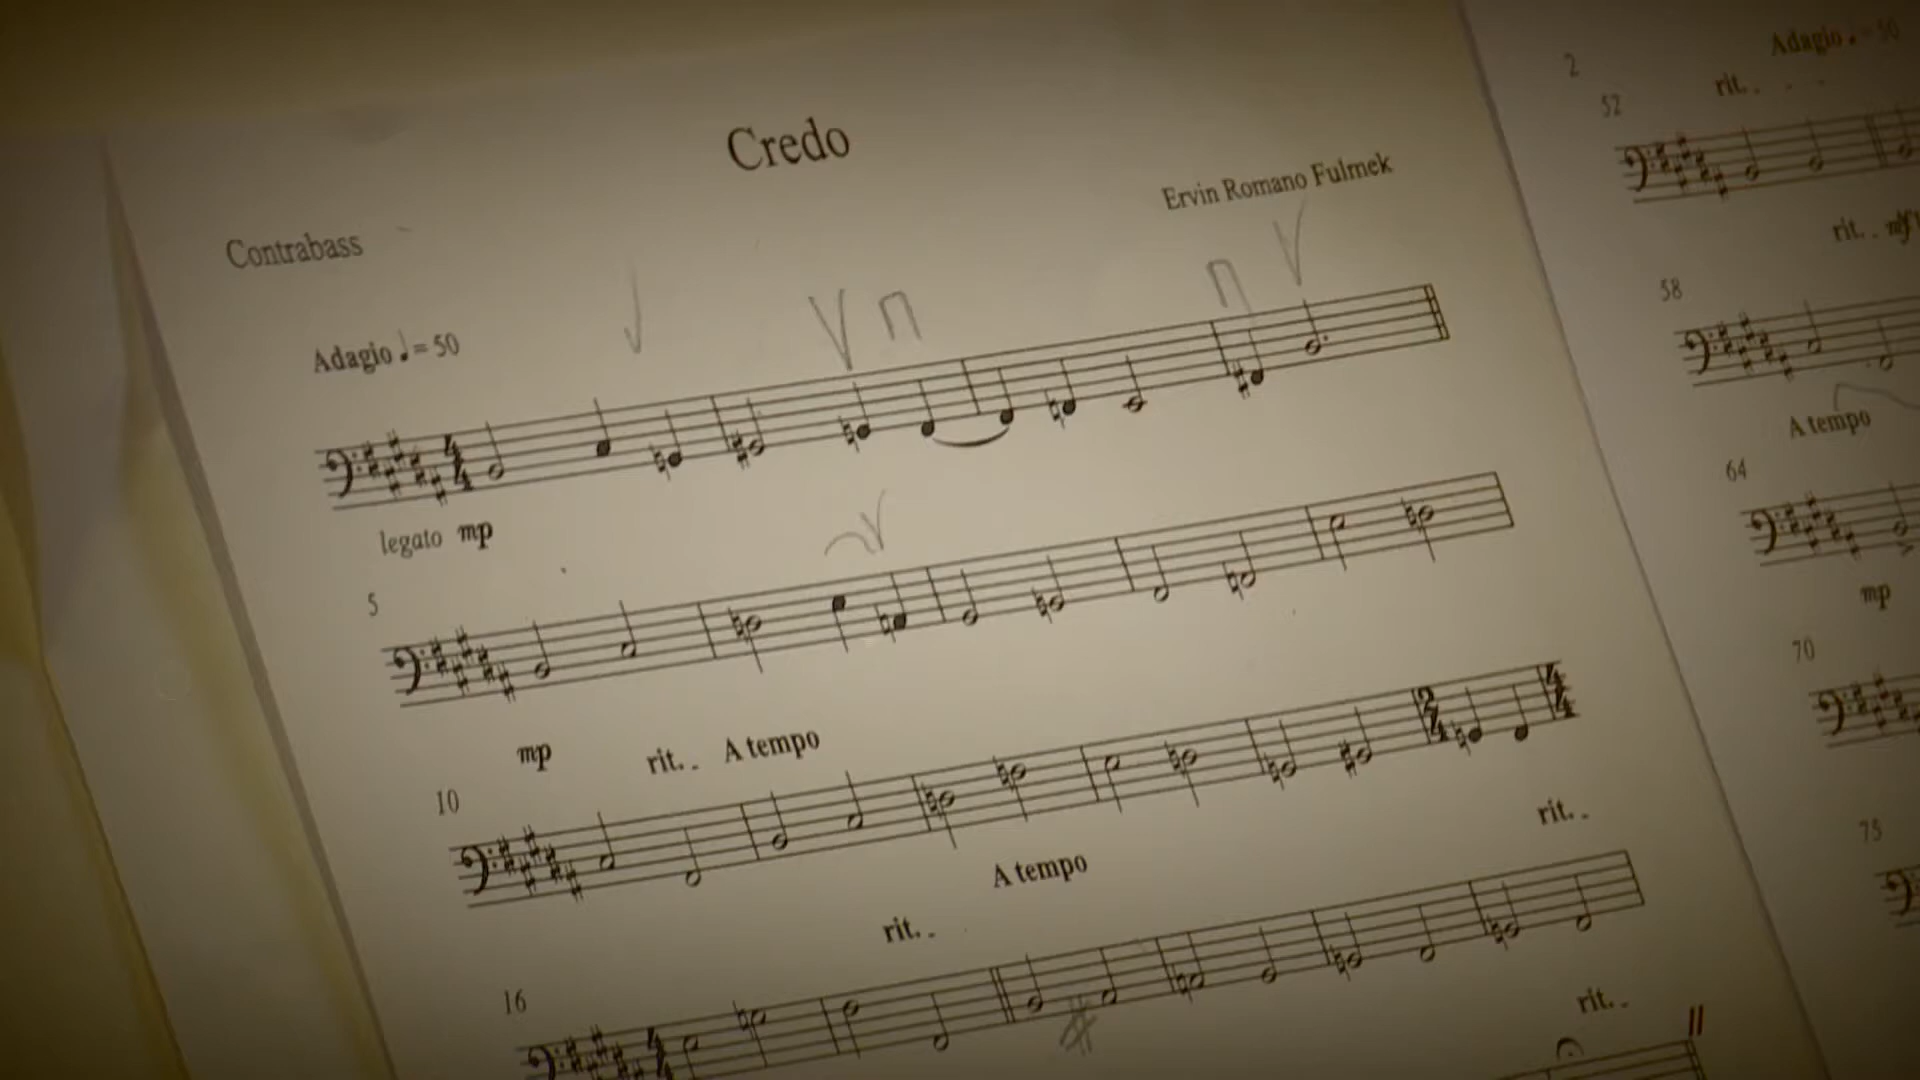 Credo
Ervin Romano Fulmek
Contrabass
Adagio ♩= 50
legato mp
5
mp
rit. . A tempo
10
A tempo
rit. .
rit. .
16
rit. .
2
Adagio ♩= 50
rit. . . .
52
rit. .
58
A tempo
64
mp
70
75